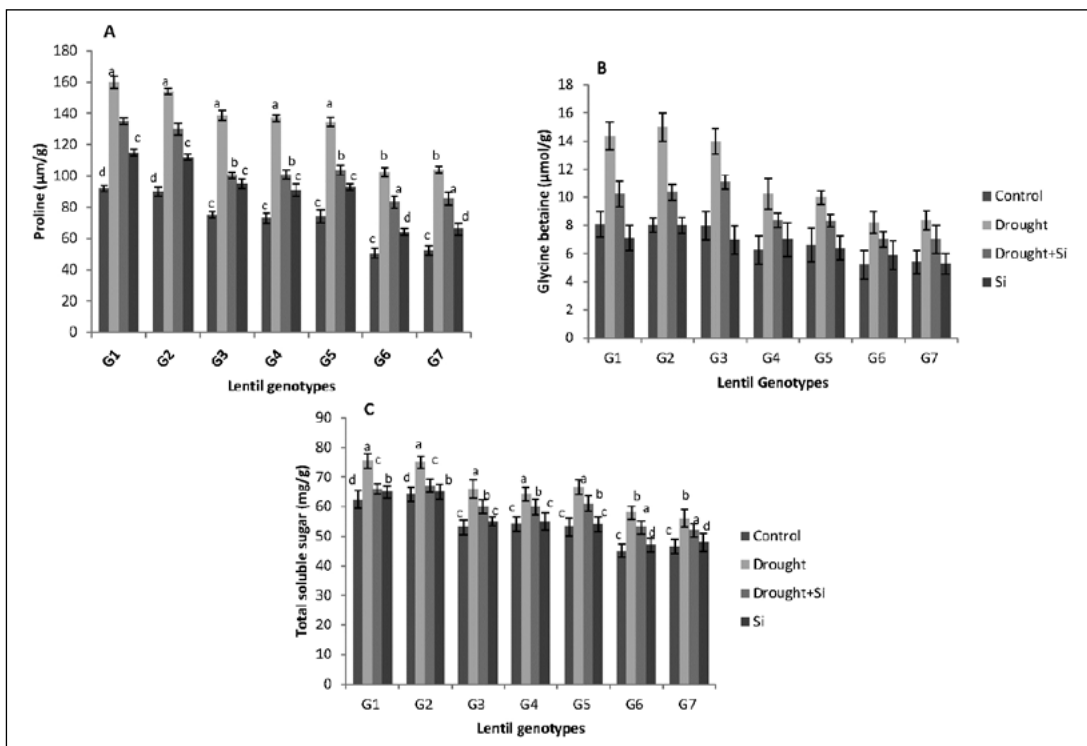 A
Proline (µm/g)
180
160
140
120
100
80
60
40
20
0
d a c
d a c
c a b c
c a b c
c a b c
c b a d
c b a d
G1 G2 G3 G4 G5 G6 G7
Lentil genotypes
B
Glycine betaine (µmol/g)
18
16
14
12
10
8
6
4
2
0
G1 G2 G3 G4 G5 G6 G7
Lentil Genotypes
Control
Drought
Drought+Si
Si
C
Total soluble sugar (mg/g)
90
80
70
60
50
40
30
20
10
0
d a c b
d a c b
c a b c
c a b c
c a b c
c b a d
c b a d
G1 G2 G3 G4 G5 G6 G7
Lentil genotypes
Control
Drought
Drought+Si
Si